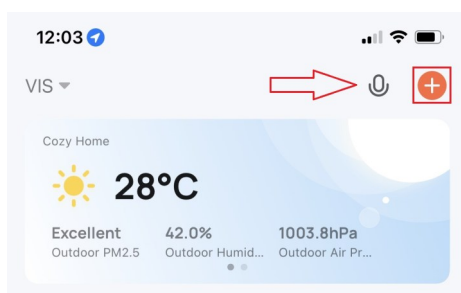 12:03
VIS
Cozy Home
28°C
Excellent 42.0% 1003.8hPa
Outdoor PM2.5 Outdoor Humid... Outdoor Air Pr...